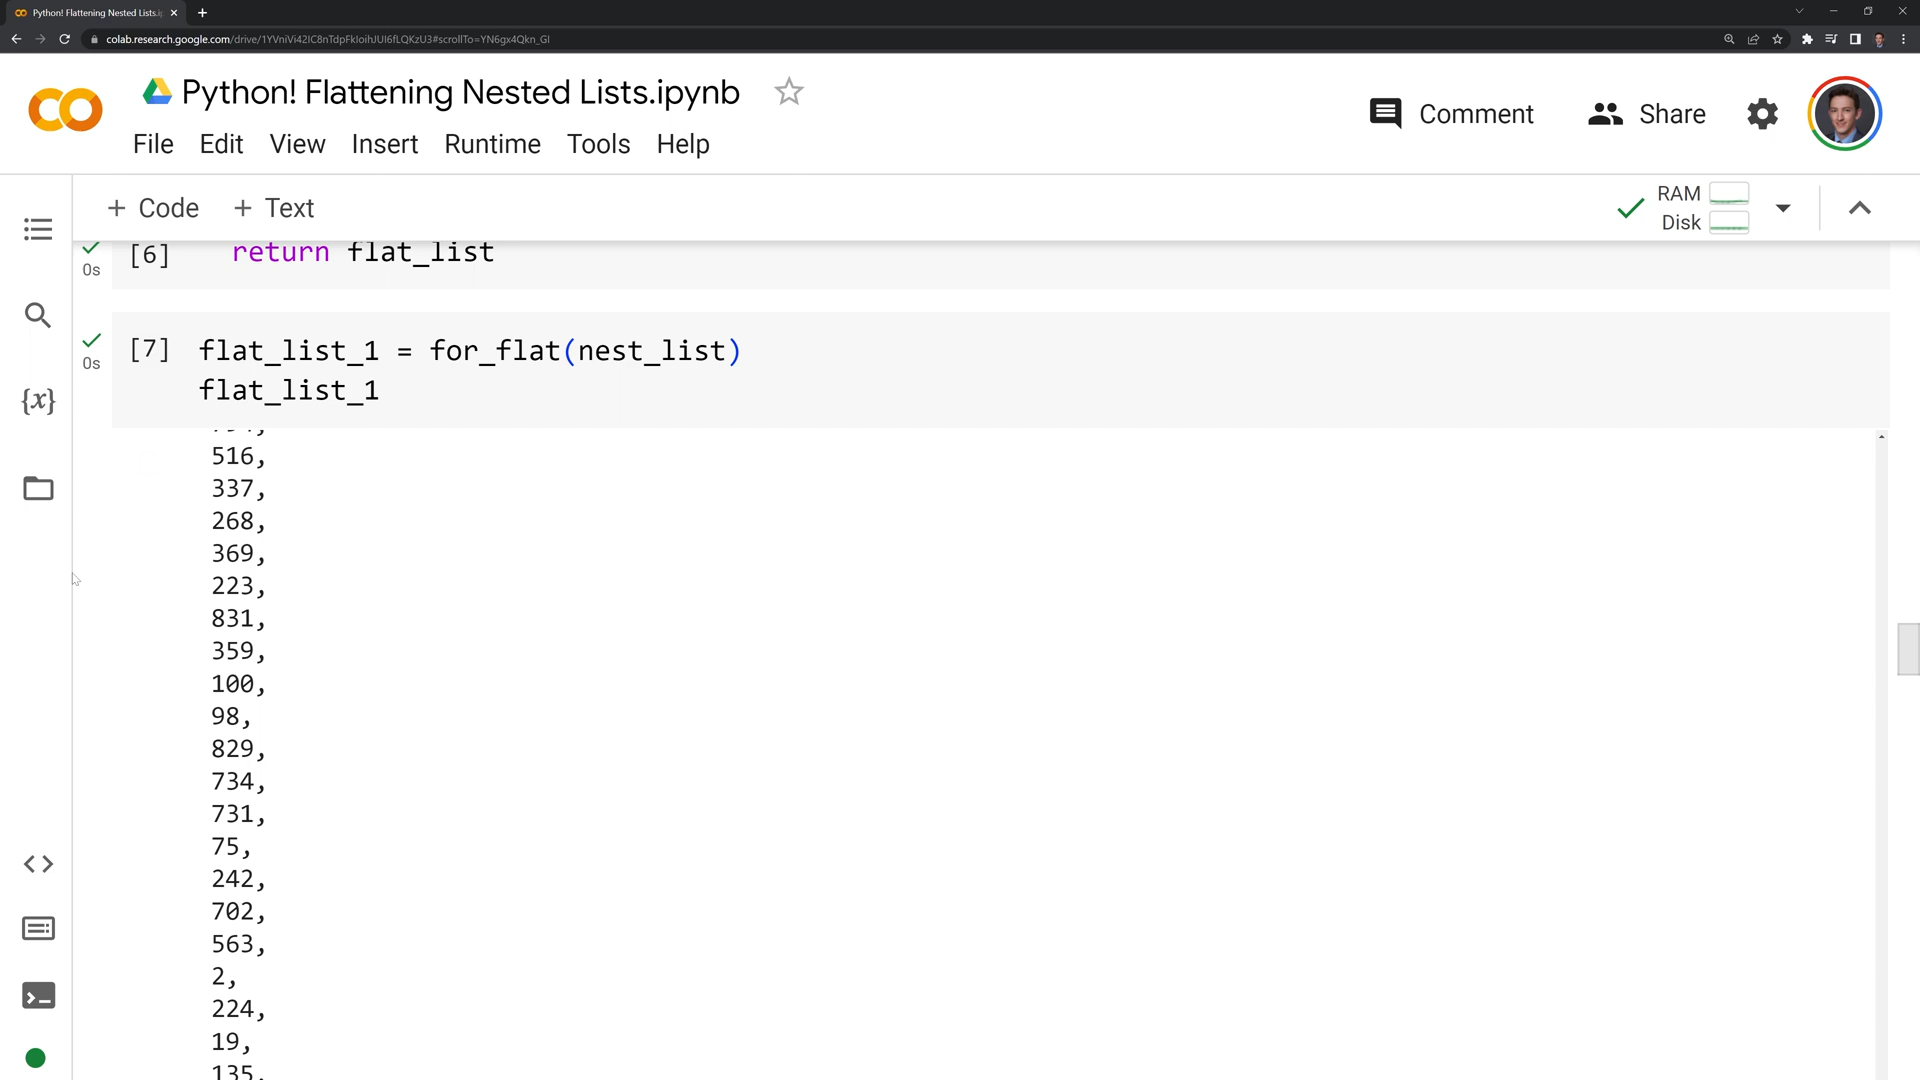 Python! Flattening Nested Lists.i
colab.research.google.com/drive/1YVniVi42IC8nTdpFkIoihJUI6fLQKzU3#scrollTo=YN6gx4Qkn_GI
Python! Flattening Nested Lists.ipynb
Comment
Share
File Edit View Insert Runtime Tools Help
+ Code + Text
RAM
Disk
[6] return flat_list
0s
[7] flat_list_1 = for_flat(nest_list)
0s
flat_list_1
516,
337,
268,
369,
{x}
223,
831,
359,
100,
98,
829,
734,
731,
75,
242,
702,
563,
2,
224,
19,
135,